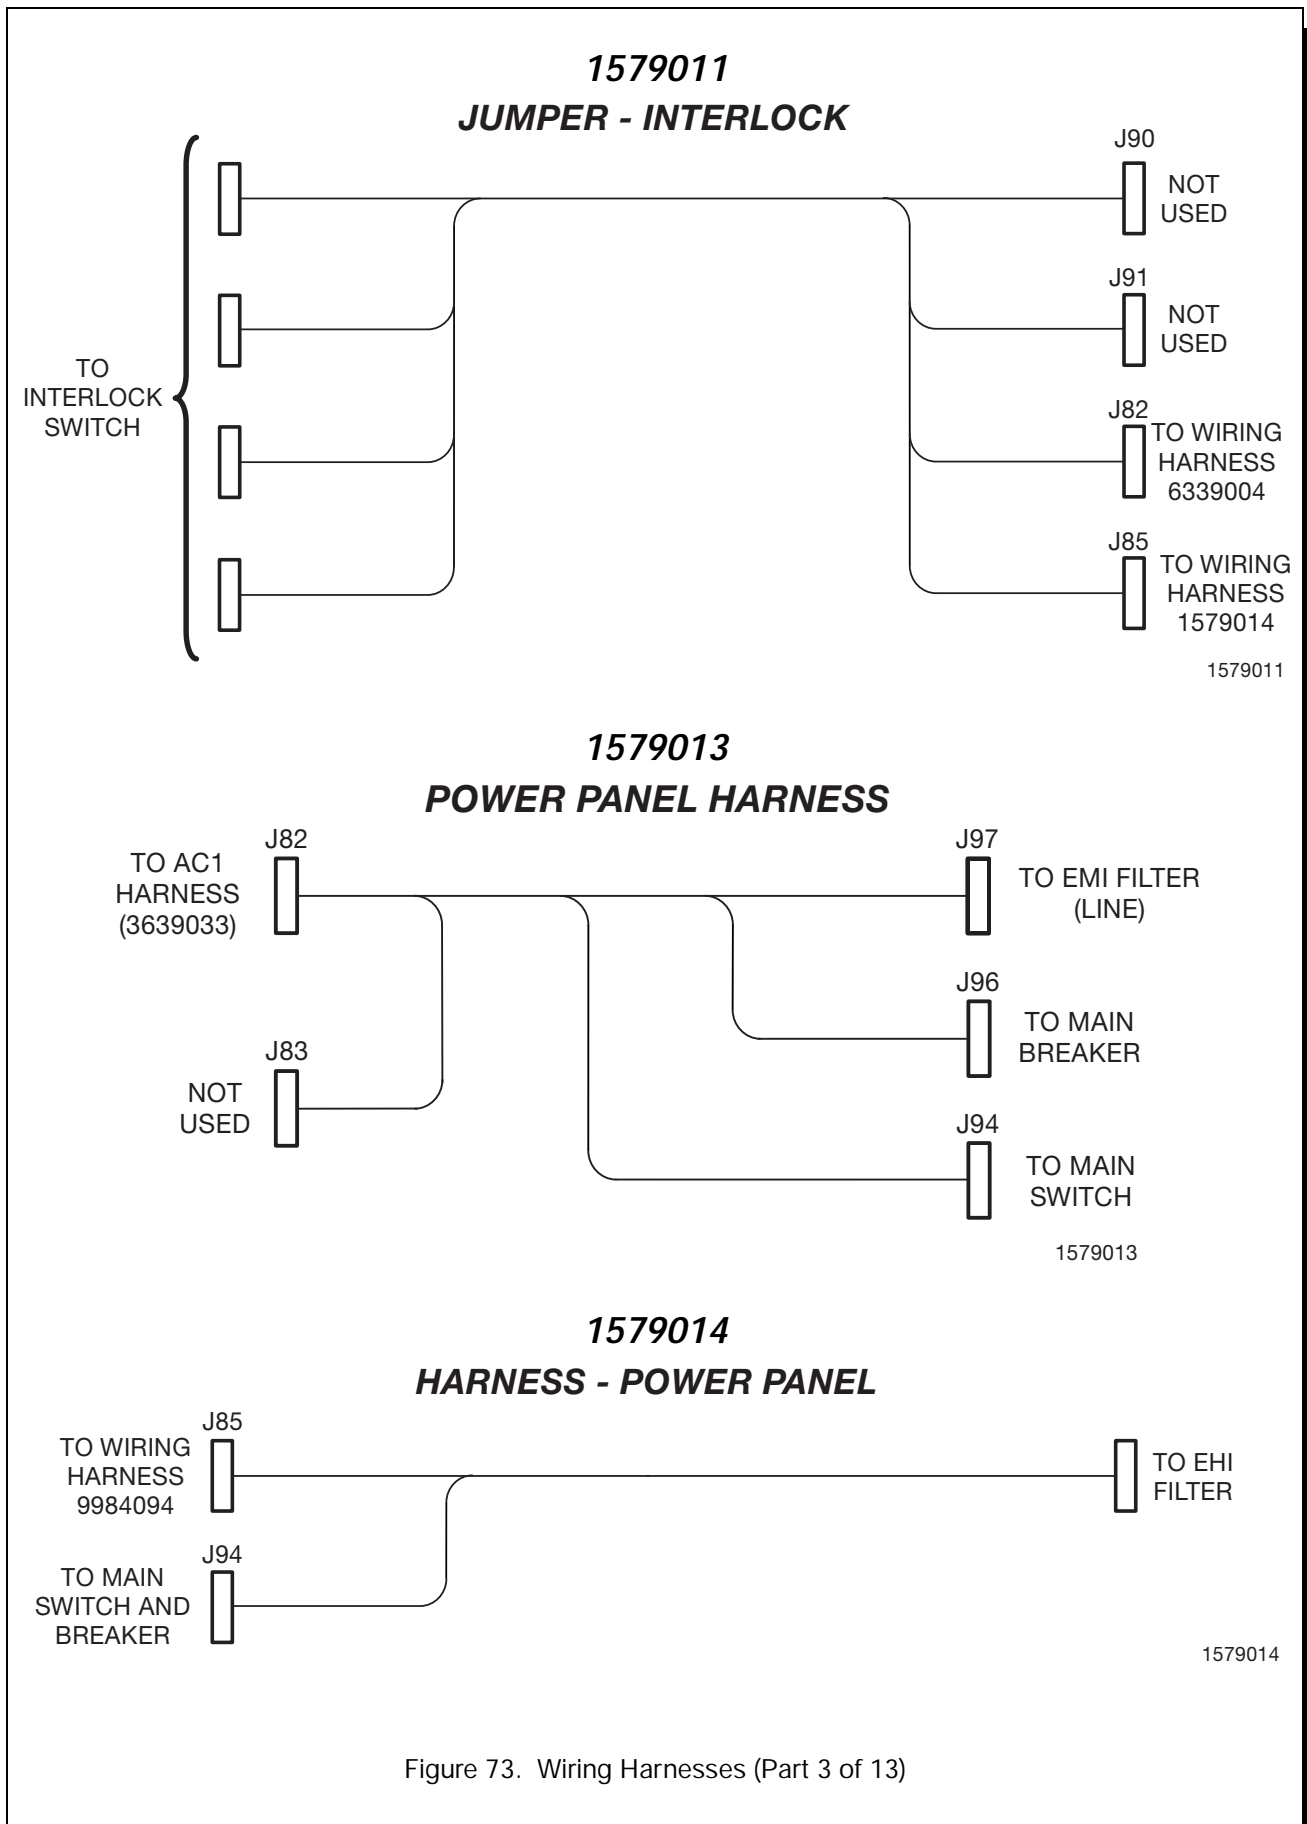 1579011
JUMPER - INTERLOCK
TO
INTERLOCK
SWITCH
J90
NOT
USED
J91
NOT
USED
J82
TO WIRING
HARNESS
6339004
J85
TO WIRING
HARNESS
1579014
1579011
1579013
POWER PANEL HARNESS
J82
TO AC1
HARNESS
(3639033)
J83
NOT
USED
J97
TO EMI FILTER
(LINE)
J96
TO MAIN
BREAKER
J94
TO MAIN
SWITCH
1579013
1579014
HARNESS - POWER PANEL
J85
TO WIRING
HARNESS
9984094
J94
TO MAIN
SWITCH AND
BREAKER
TO EHI
FILTER
1579014
Figure 73. Wiring Harnesses (Part 3 of 13)